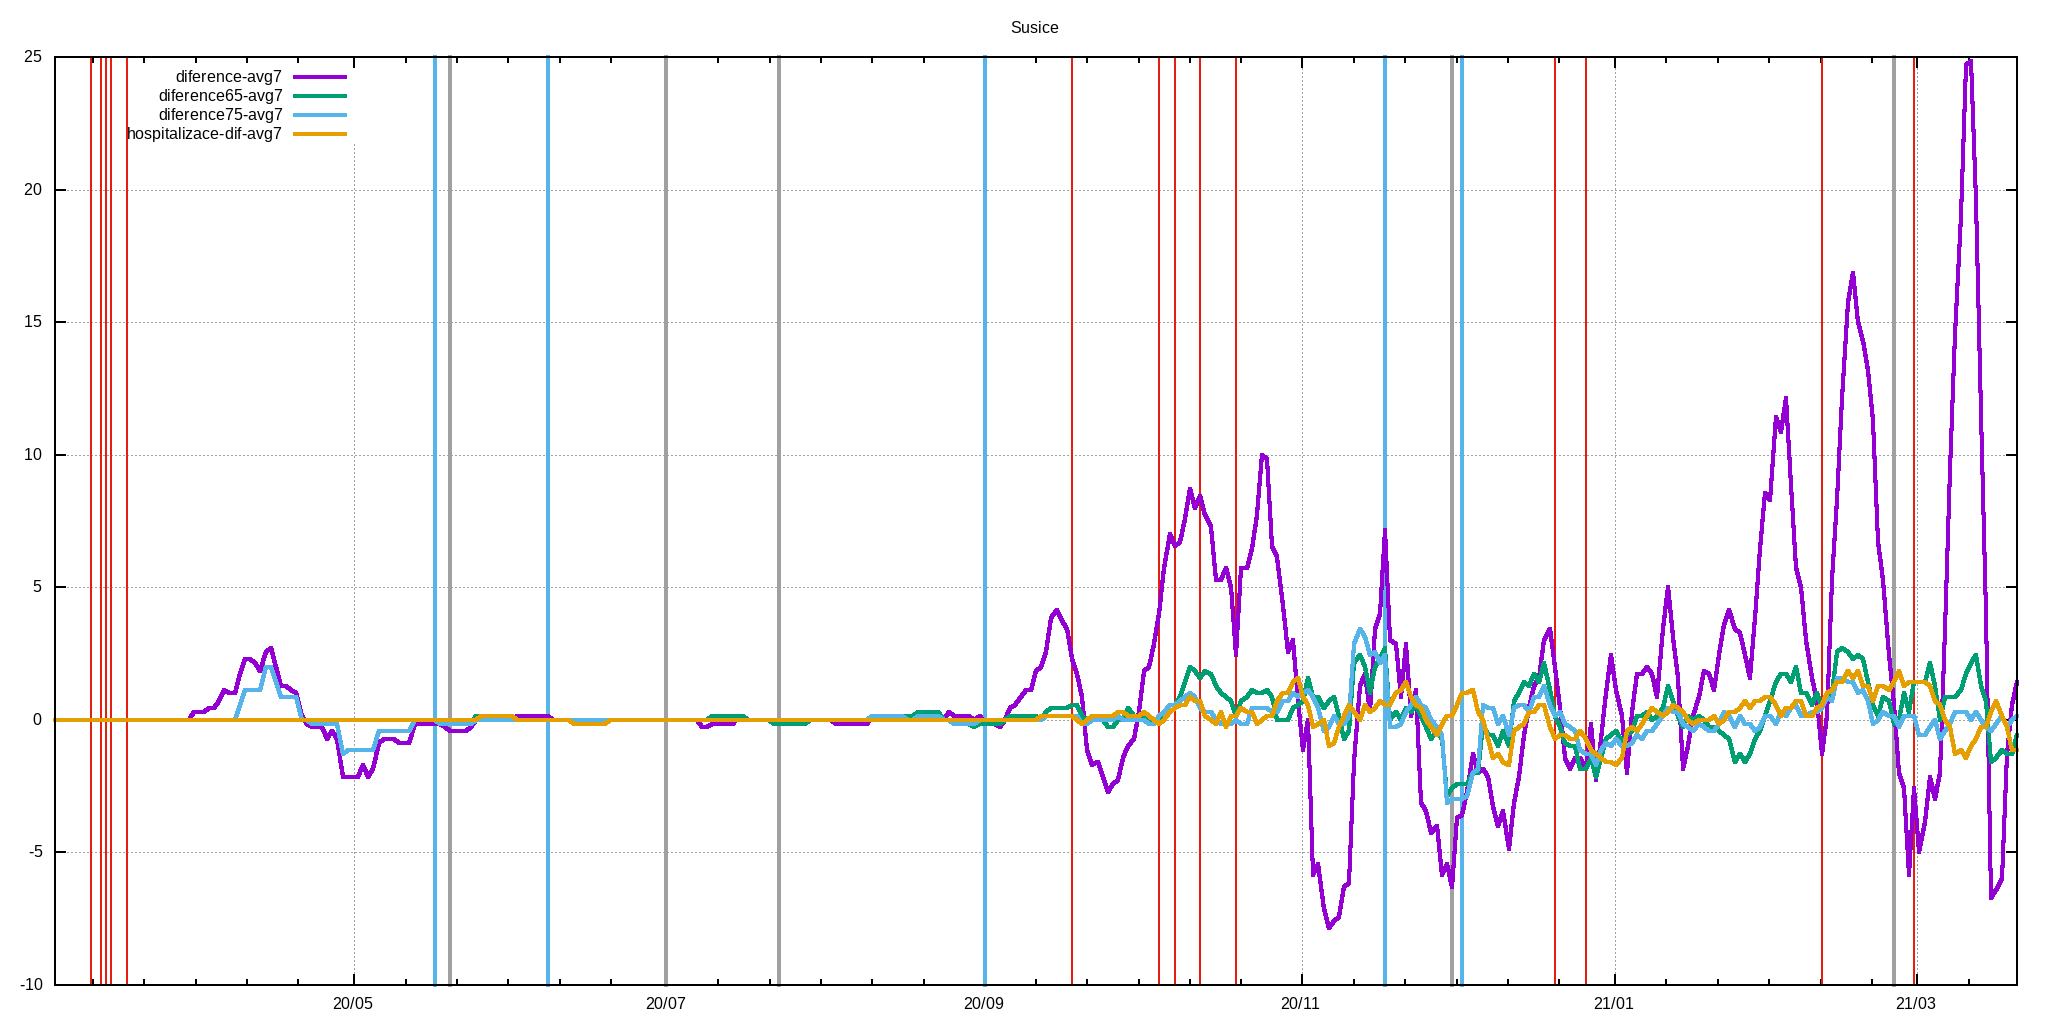 Susice
25
diference-avg7
diference65-avg7
diference75-avg7
hospitalizace-dif-avg7
20
15
10
5
0
-5
-10
20/05 20/07 20/09 20/11 21/01 21/03